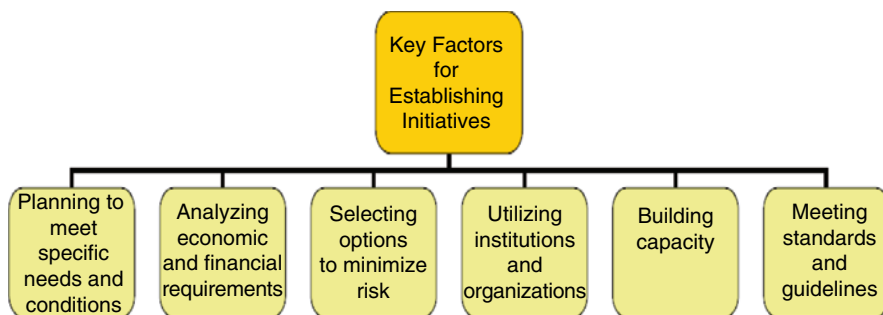 Key Factors
for
Establishing
Initiatives
Planning to
meet
specific
needs and
conditions
Analyzing
economic
and financial
requirements
Selecting
options
to minimize
risk
Utilizing
institutions
and
organizations
Building
capacity
Meeting
standards
and
guidelines